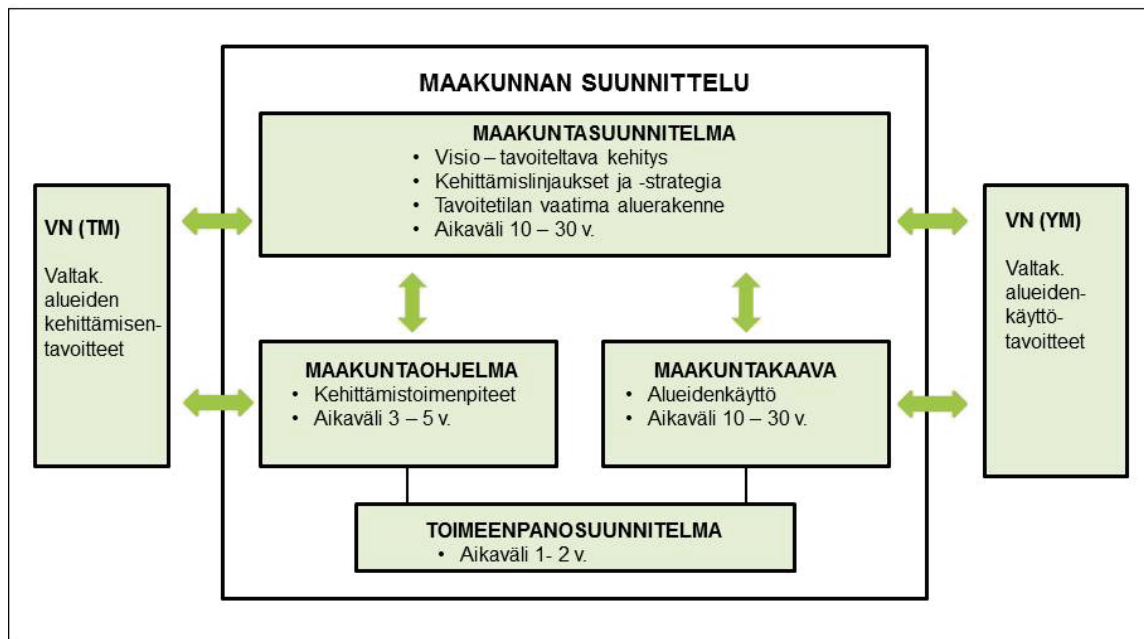 MAAKUNNAN SUUNNITTELU
MAAKUNTASUUNNITELMA
• Visio – tavoiteltava kehitys
• Kehittämislinjaukset ja -strategia
• Tavoitetilan vaatima aluerakenne
• Aikaväli 10 – 30 v.
VN (TM)
Valtak.
alueiden
kehittämisen-
tavoitteet
VN (YM)
Valtak.
alueiden-
käyttö-
tavoitteet
MAAKUNTAOHJELMA
• Kehittämistoimenpiteet
• Aikaväli 3 – 5 v.
MAAKUNTAKAAVA
• Alueidenkäyttö
• Aikaväli 10 – 30 v.
TOIMEENPANOSUUNNITELMA
• Aikaväli 1- 2 v.